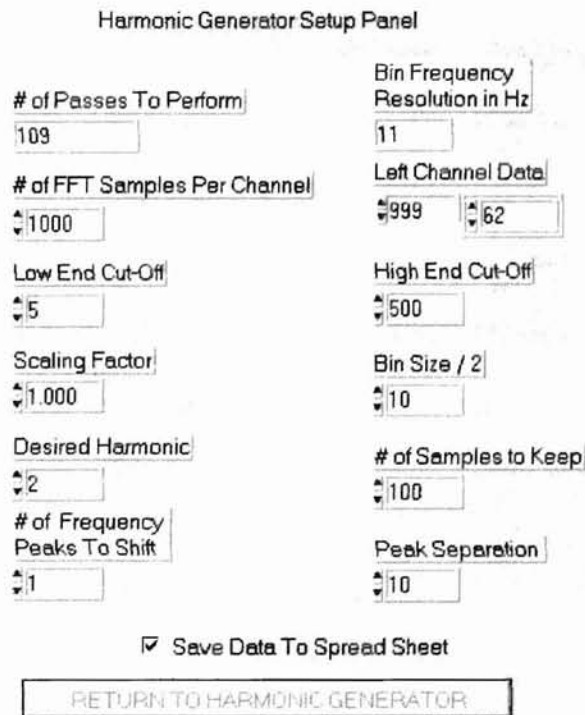 Harmonic Generator Setup Panel
# of Passes To Perform
109
Bin Frequency
Resolution in Hz
11
# of FFT Samples Per Channel
1000
Left Channel Data
999 62
Low End Cut-Off
5
High End Cut-Off
500
Scaling Factor
1.000
Bin Size / 2
10
Desired Harmonic
2
# of Samples to Keep
100
# of Frequency
Peaks To Shift
1
Peak Separation
10
Save Data To Spread Sheet
RETURN TO HARMONIC GENERATOR